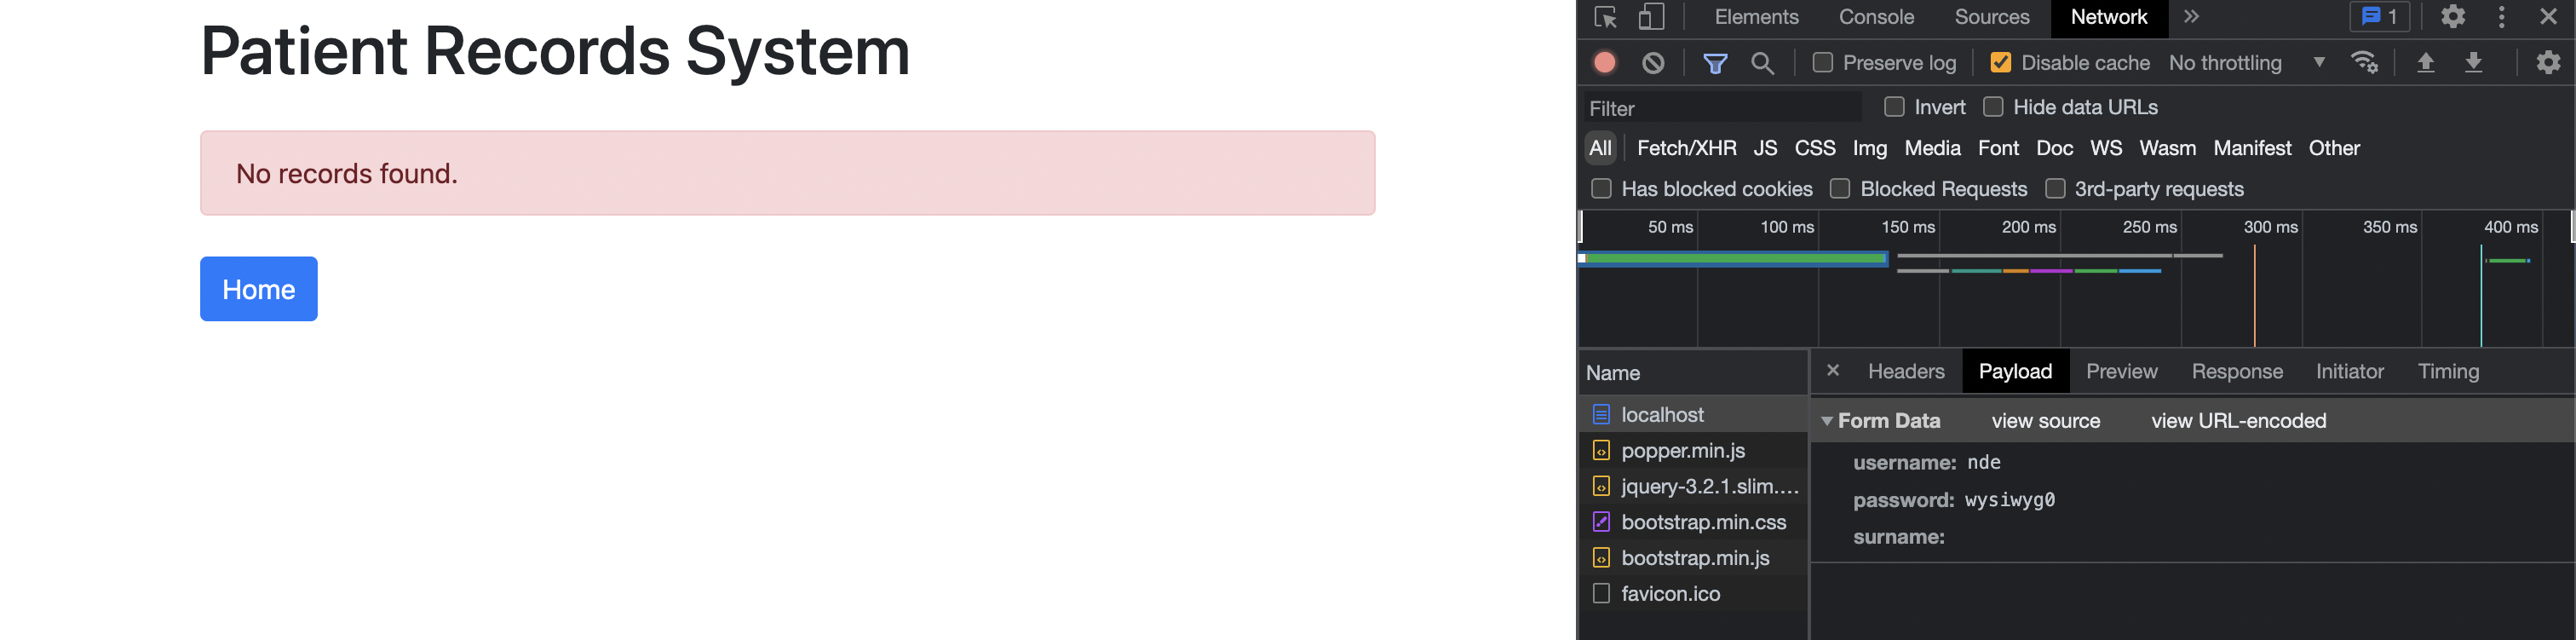 Patient Records System
No records found.
Home
Elements Console Sources Network 1
Preserve log Disable cache No throttling
Filter Invert Hide data URLs
All Fetch/XHR JS CSS Img Media Font Doc WS Wasm Manifest Other
Has blocked cookies Blocked Requests 3rd-party requests
50 ms 100 ms 150 ms 200 ms 250 ms 300 ms 350 ms 400 ms
Name
localhost
popper.min.js
jquery-3.2.1.slim....
bootstrap.min.css
bootstrap.min.js
favicon.ico
Headers Payload Preview Response Initiator Timing
Form Data view source view URL-encoded
username: nde
password: wysiwyg0
surname: